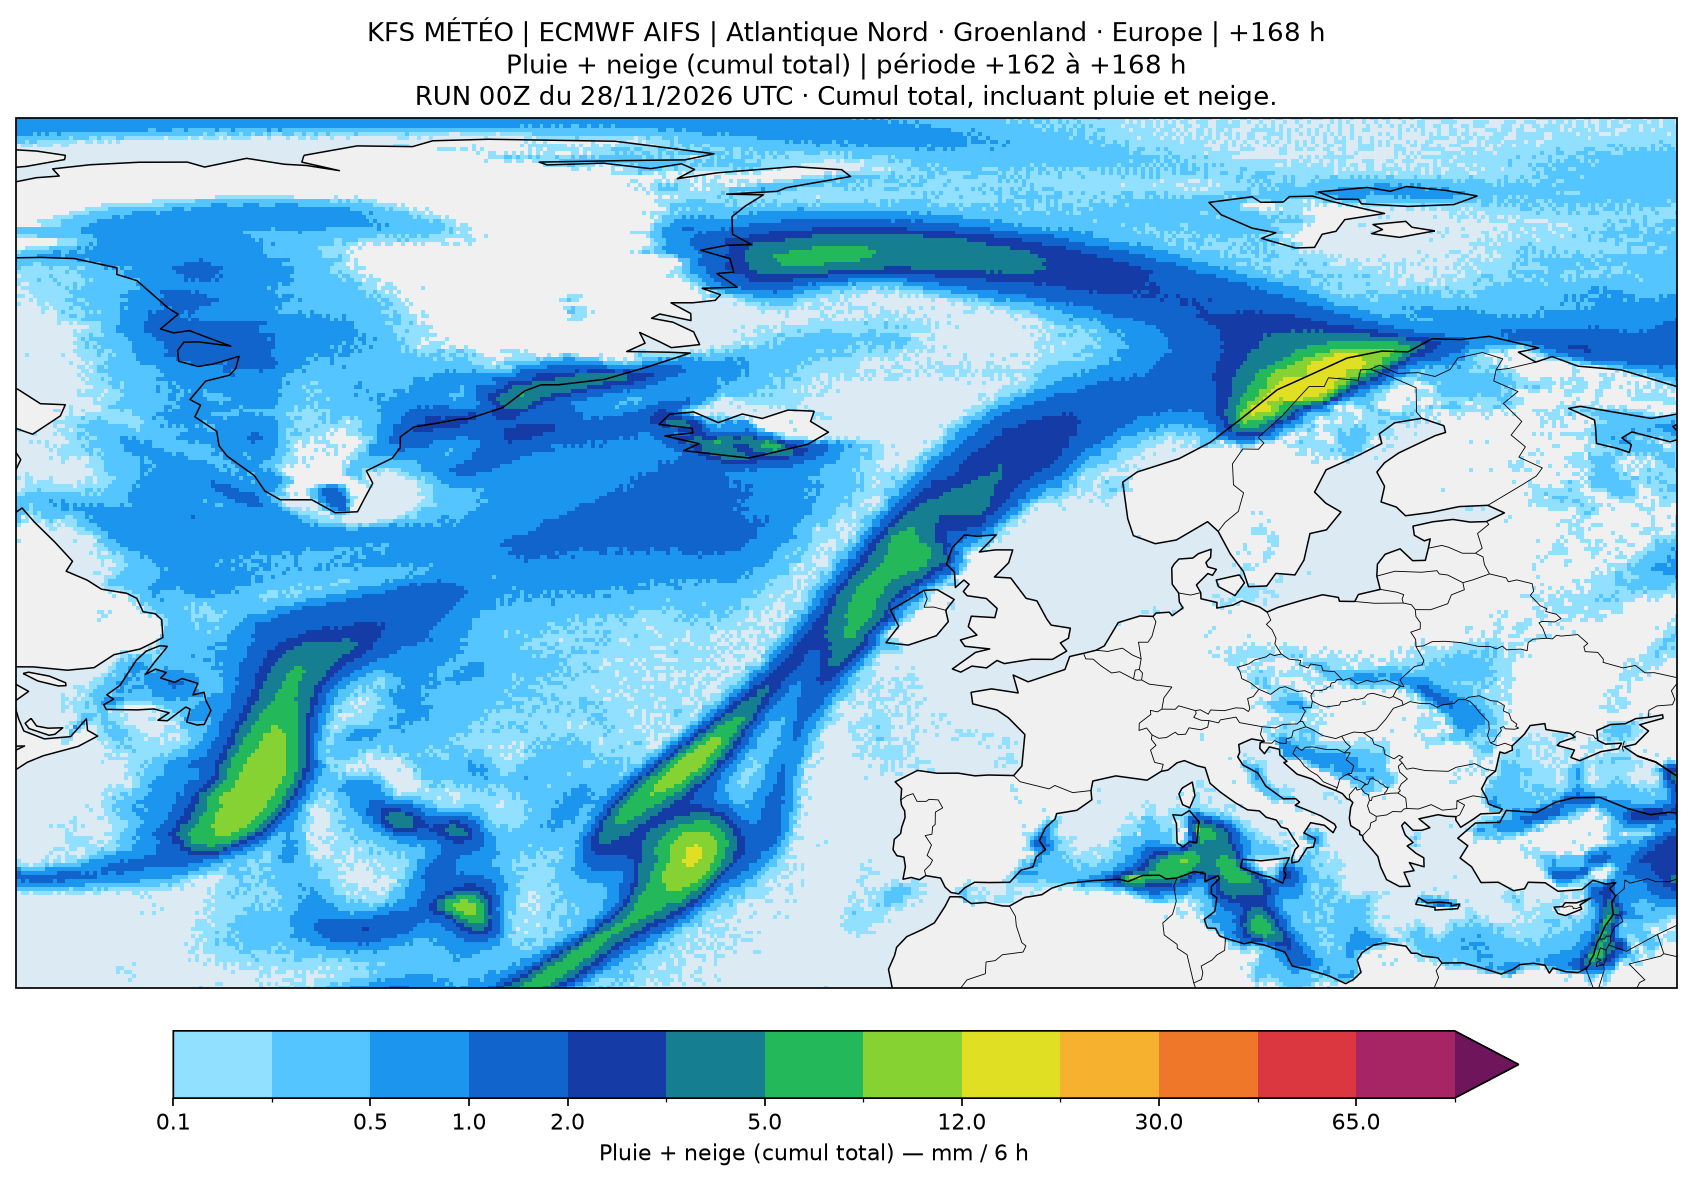 KFS MÉTÉO | ECMWF AIFS | Atlantique Nord · Groenland · Europe | +168 h
Pluie + neige (cumul total) | période +162 à +168 h
RUN 00Z du 28/11/2026 UTC · Cumul total, incluant pluie et neige.
0.1 0.5 1.0 2.0 5.0 12.0 30.0 65.0
Pluie + neige (cumul total) — mm / 6 h